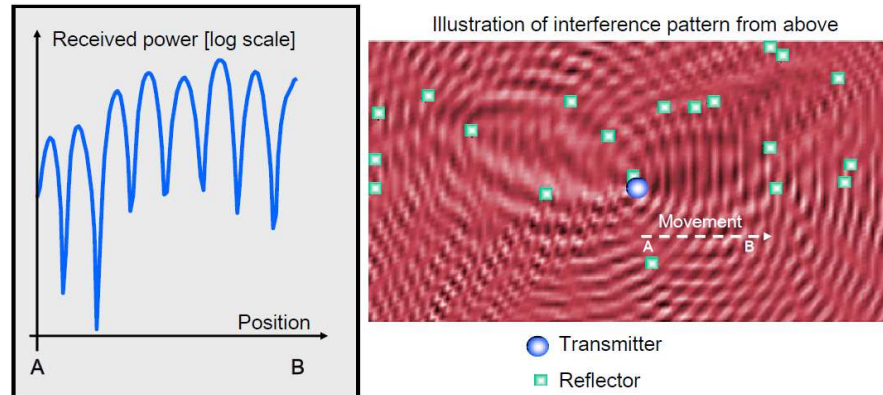 Received power [log scale]
Position
A
B
Illustration of interference pattern from above
Movement
A
B
Transmitter
Reflector